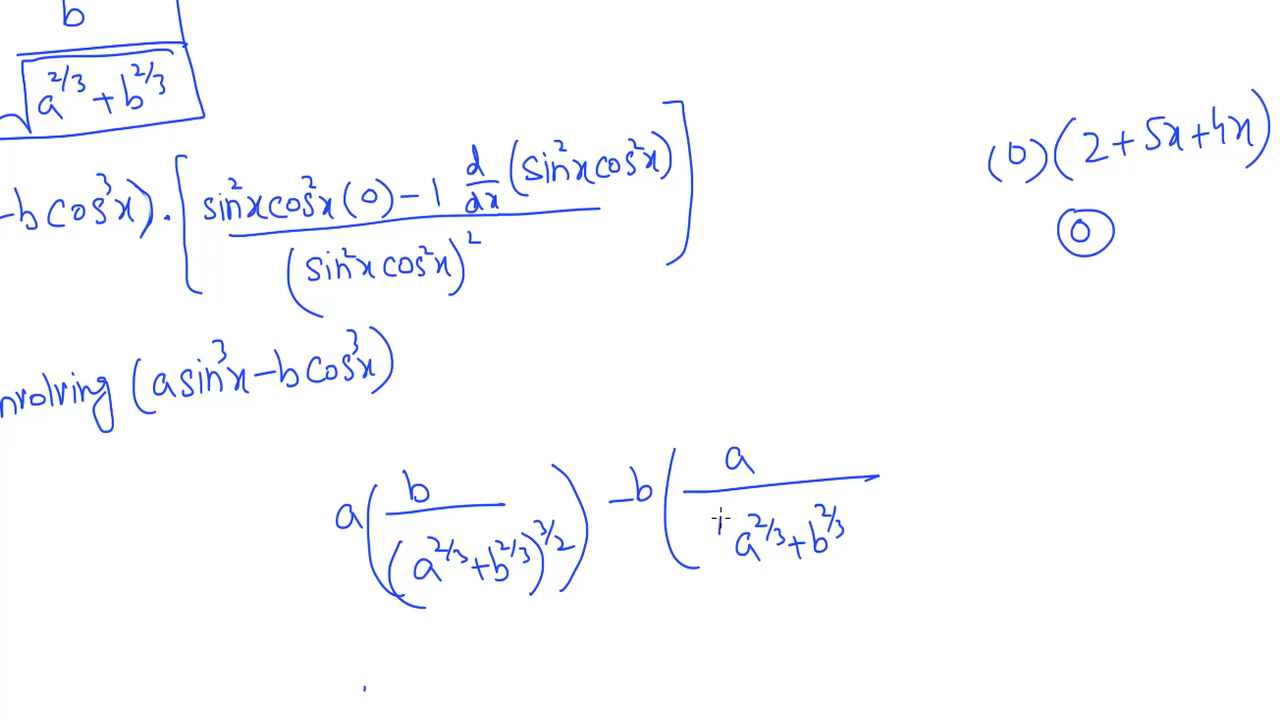 b
√(a^{2/3} + b^{2/3})
(0)(2 + 5x + 4x)
0
-b cos³x) · [ (sin²x cos²x (0) - 1 d/dx (sin²x cos²x)) / (sin²x cos²x)² ]
nvolving (a sin³x - b cos³x)
a ( b / (a^{2/3} + b^{2/3})^{3/2} ) - b ( a / a^{2/3} + b^{2/3}